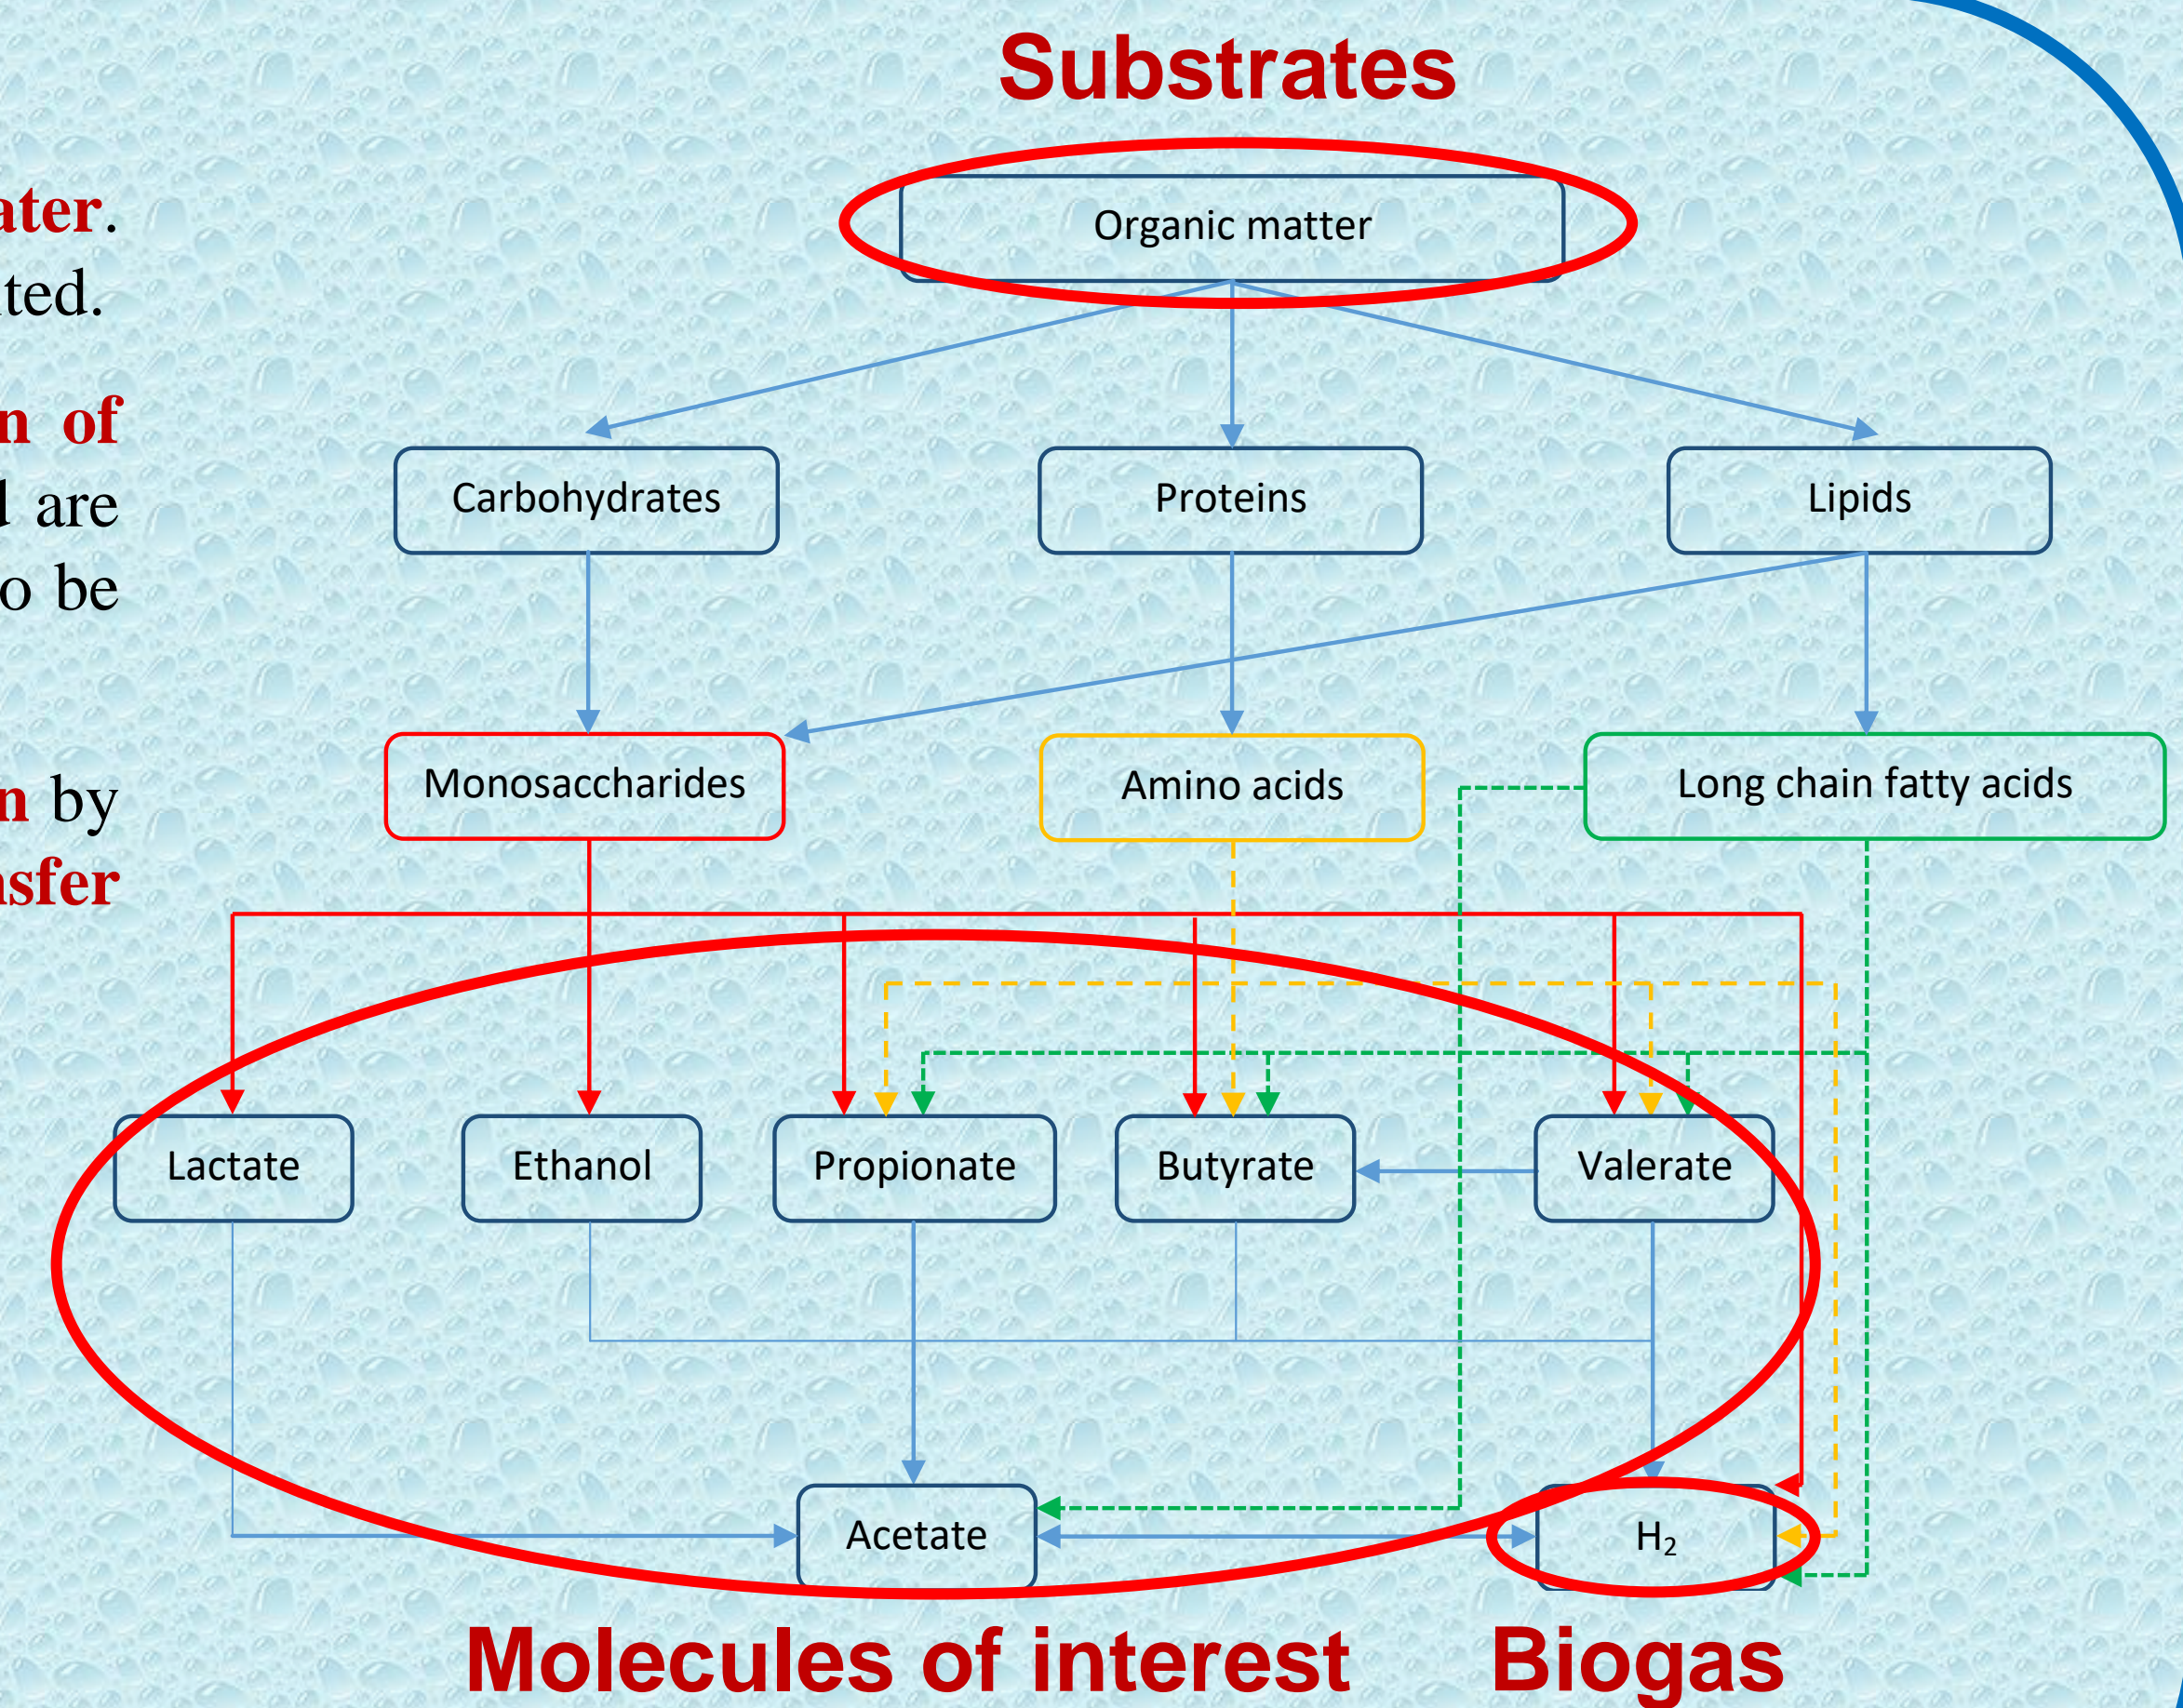 Substrates
ater.
ted.
n of
are
o be
n by
sfer
Organic matter
Carbohydrates
Proteins
Lipids
Monosaccharides
Amino acids
Long chain fatty acids
Lactate
Ethanol
Propionate
Butyrate
Valerate
Acetate
H₂
Molecules of interest
Biogas